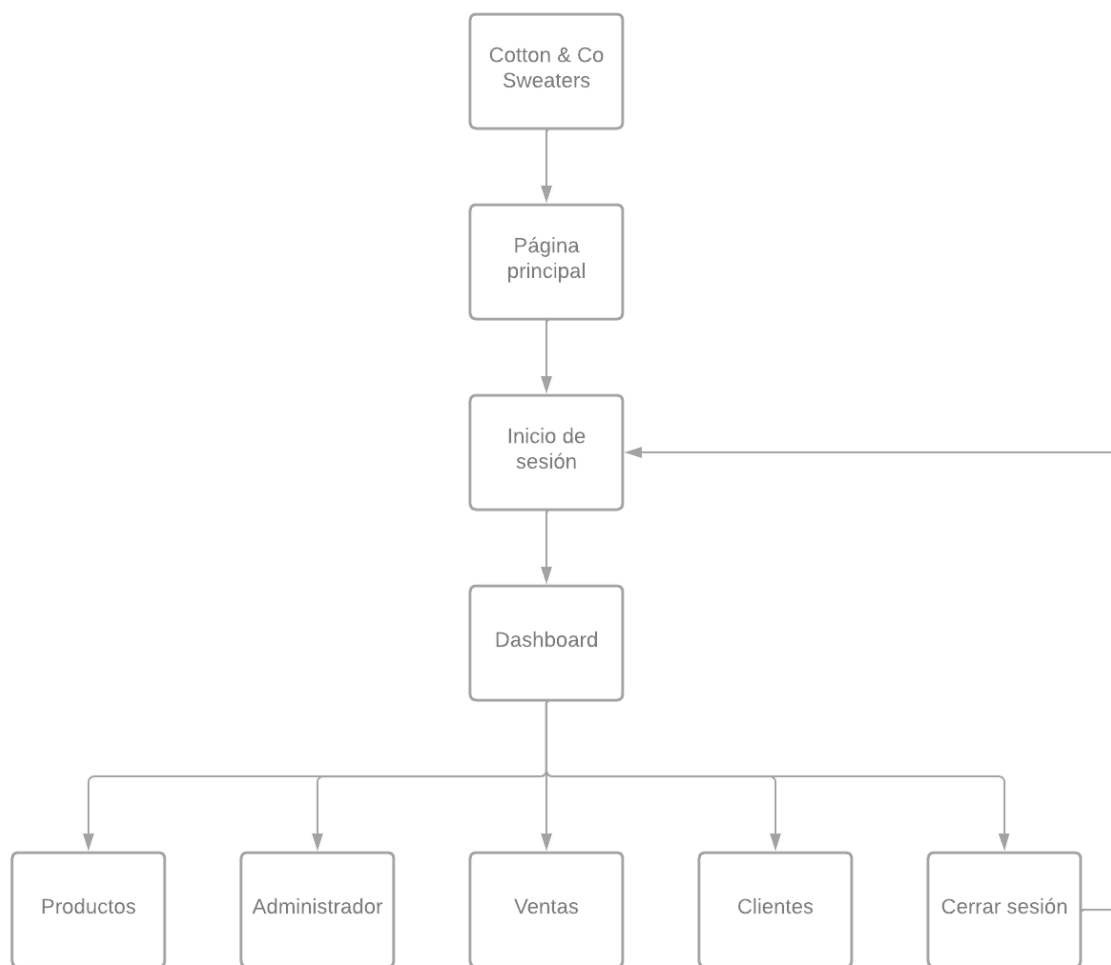 Cotton & Co
Sweaters
Página
principal
Inicio de
sesión
Dashboard
Productos
Administrador
Ventas
Clientes
Cerrar sesión